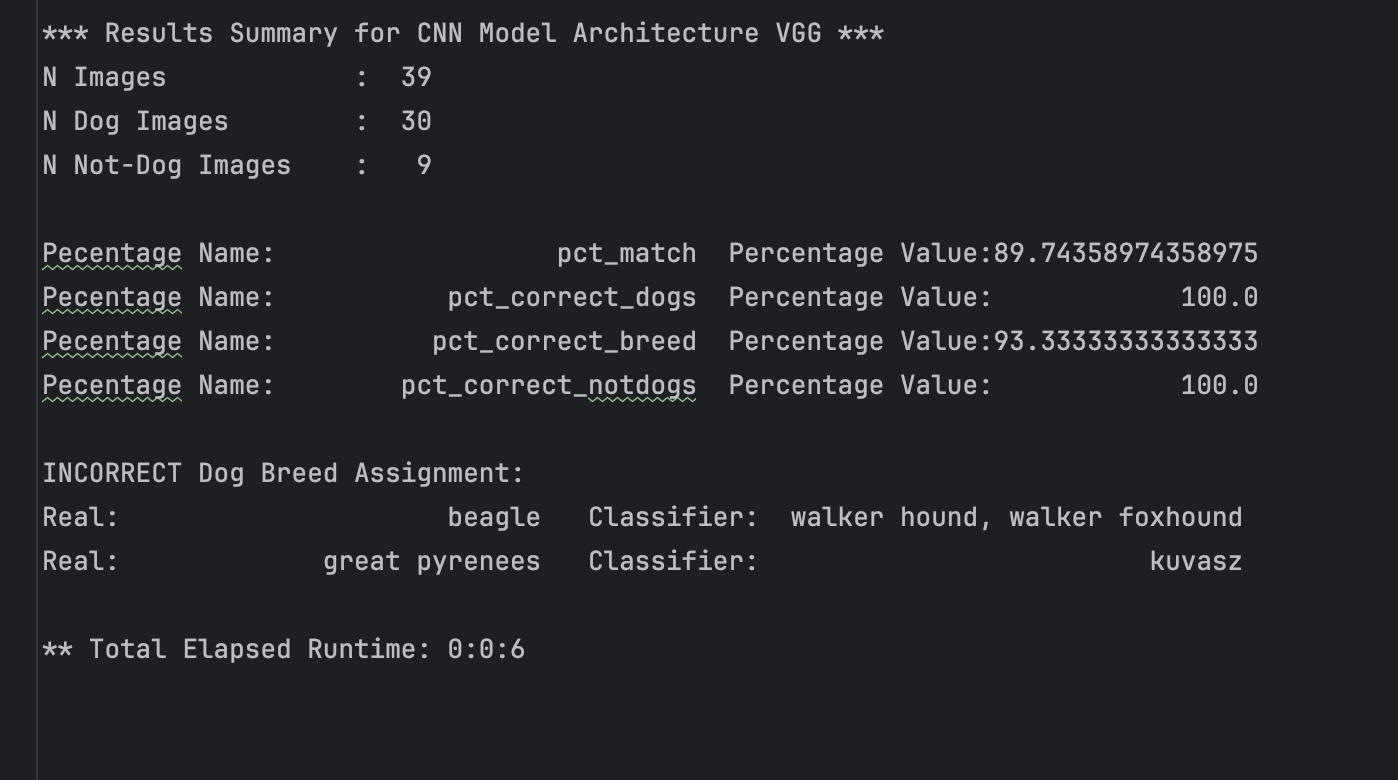 *** Results Summary for CNN Model Architecture VGG ***
N Images            :  39
N Dog Images        :  30
N Not-Dog Images    :   9
Pecentage Name:                  pct_match  Percentage Value:89.74358974358975
Pecentage Name:           pct_correct_dogs  Percentage Value:            100.0
Pecentage Name:          pct_correct_breed  Percentage Value:93.33333333333333
Pecentage Name:        pct_correct_notdogs  Percentage Value:            100.0
INCORRECT Dog Breed Assignment:
Real:                     beagle   Classifier:  walker hound, walker foxhound
Real:             great pyrenees   Classifier:                         kuvasz
** Total Elapsed Runtime: 0:0:6